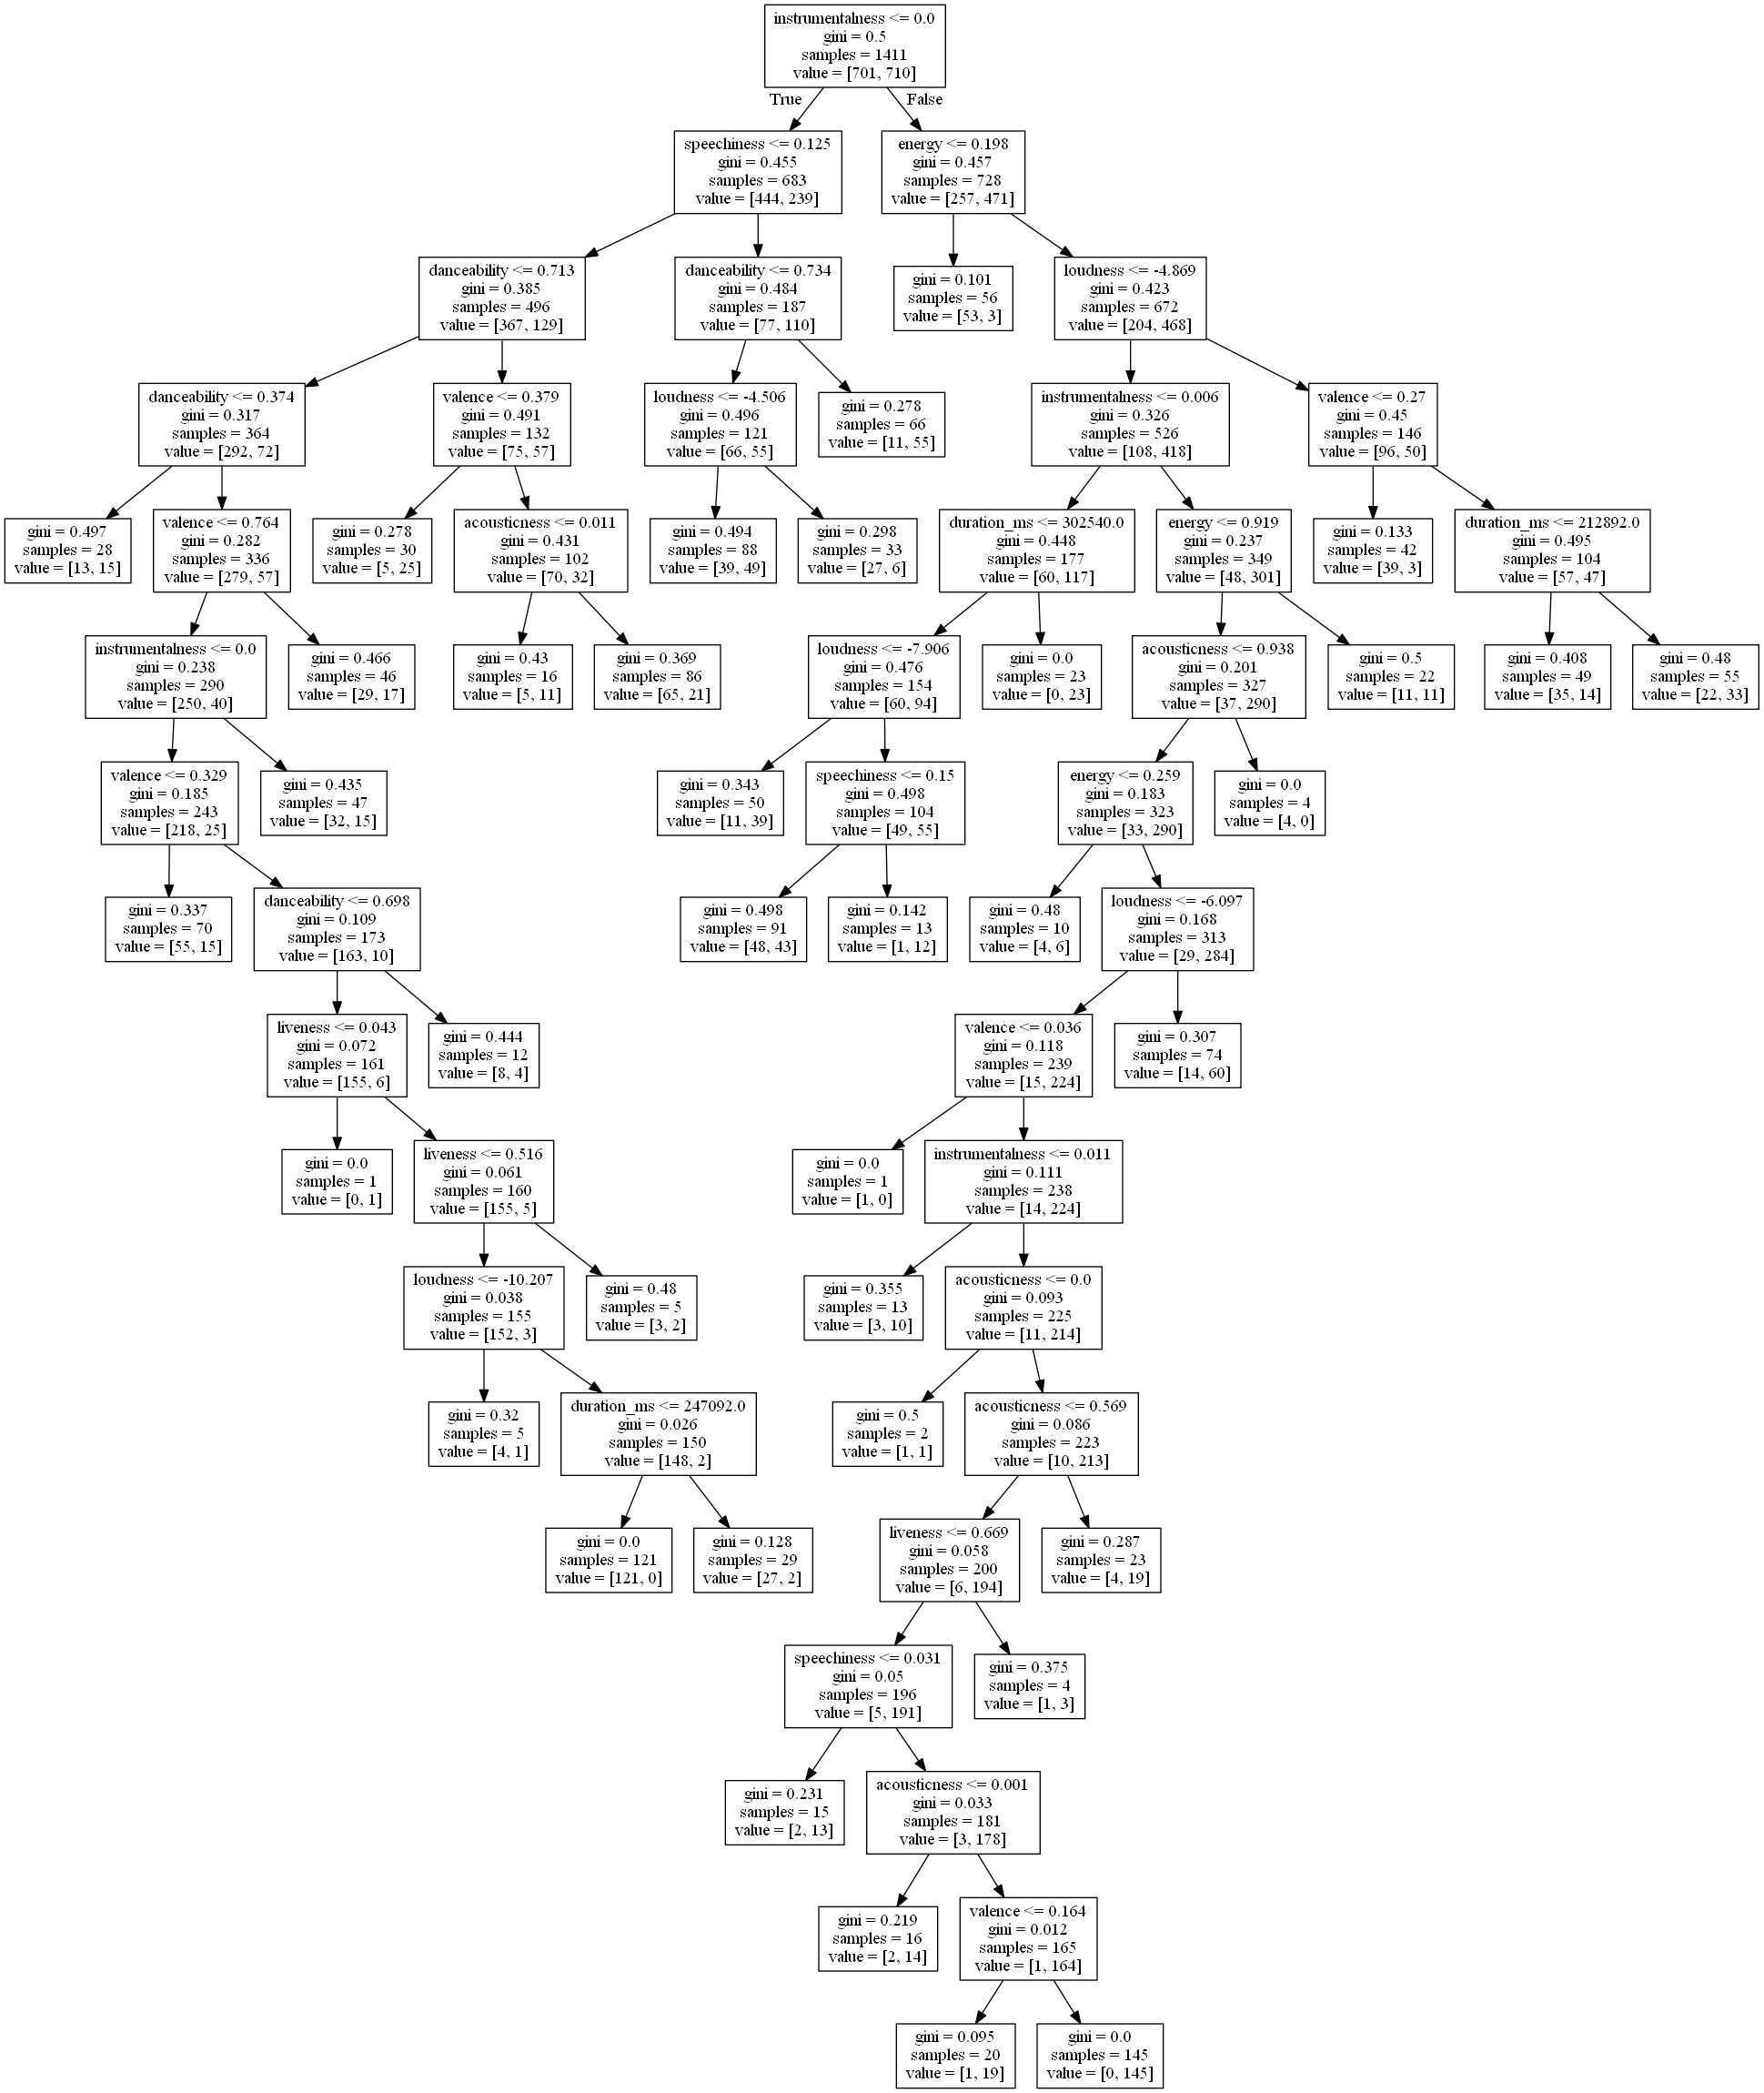 instrumentalness <= 0.0
gini = 0.5
samples = 1411
value = [701, 710]
True
False
speechiness <= 0.125
gini = 0.455
samples = 683
value = [444, 239]
energy <= 0.198
gini = 0.457
samples = 728
value = [257, 471]
danceability <= 0.713
gini = 0.385
samples = 496
value = [367, 129]
danceability <= 0.734
gini = 0.484
samples = 187
value = [77, 110]
gini = 0.101
samples = 56
value = [53, 3]
loudness <= -4.869
gini = 0.423
samples = 672
value = [204, 468]
danceability <= 0.374
gini = 0.317
samples = 364
value = [292, 72]
valence <= 0.379
gini = 0.491
samples = 132
value = [75, 57]
loudness <= -4.506
gini = 0.496
samples = 121
value = [66, 55]
gini = 0.278
samples = 66
value = [11, 55]
instrumentalness <= 0.006
gini = 0.326
samples = 526
value = [108, 418]
valence <= 0.27
gini = 0.45
samples = 146
value = [96, 50]
gini = 0.497
samples = 28
value = [13, 15]
valence <= 0.764
gini = 0.282
samples = 336
value = [279, 57]
gini = 0.278
samples = 30
value = [5, 25]
acousticness <= 0.011
gini = 0.431
samples = 102
value = [70, 32]
gini = 0.494
samples = 88
value = [39, 49]
gini = 0.298
samples = 33
value = [27, 6]
duration_ms <= 302540.0
gini = 0.448
samples = 177
value = [60, 117]
energy <= 0.919
gini = 0.237
samples = 349
value = [48, 301]
gini = 0.133
samples = 42
value = [39, 3]
duration_ms <= 212892.0
gini = 0.495
samples = 104
value = [57, 47]
instrumentalness <= 0.0
gini = 0.238
samples = 290
value = [250, 40]
gini = 0.466
samples = 46
value = [29, 17]
gini = 0.43
samples = 16
value = [5, 11]
gini = 0.369
samples = 86
value = [65, 21]
loudness <= -7.906
gini = 0.476
samples = 154
value = [60, 94]
gini = 0.0
samples = 23
value = [0, 23]
acousticness <= 0.938
gini = 0.201
samples = 327
value = [37, 290]
gini = 0.5
samples = 22
value = [11, 11]
gini = 0.408
samples = 49
value = [35, 14]
gini = 0.48
samples = 55
value = [22, 33]
valence <= 0.329
gini = 0.185
samples = 243
value = [218, 25]
gini = 0.435
samples = 47
value = [32, 15]
gini = 0.343
samples = 50
value = [11, 39]
speechiness <= 0.15
gini = 0.498
samples = 104
value = [49, 55]
energy <= 0.259
gini = 0.183
samples = 323
value = [33, 290]
gini = 0.0
samples = 4
value = [4, 0]
gini = 0.337
samples = 70
value = [55, 15]
danceability <= 0.698
gini = 0.109
samples = 173
value = [163, 10]
gini = 0.498
samples = 91
value = [48, 43]
gini = 0.142
samples = 13
value = [1, 12]
gini = 0.48
samples = 10
value = [4, 6]
loudness <= -6.097
gini = 0.168
samples = 313
value = [29, 284]
liveness <= 0.043
gini = 0.072
samples = 161
value = [155, 6]
gini = 0.444
samples = 12
value = [8, 4]
valence <= 0.036
gini = 0.118
samples = 239
value = [15, 224]
gini = 0.307
samples = 74
value = [14, 60]
gini = 0.0
samples = 1
value = [0, 1]
liveness <= 0.516
gini = 0.061
samples = 160
value = [155, 5]
gini = 0.0
samples = 1
value = [1, 0]
instrumentalness <= 0.011
gini = 0.111
samples = 238
value = [14, 224]
loudness <= -10.207
gini = 0.038
samples = 155
value = [152, 3]
gini = 0.48
samples = 5
value = [3, 2]
gini = 0.355
samples = 13
value = [3, 10]
acousticness <= 0.0
gini = 0.093
samples = 225
value = [11, 214]
gini = 0.32
samples = 5
value = [4, 1]
duration_ms <= 247092.0
gini = 0.026
samples = 150
value = [148, 2]
gini = 0.5
samples = 2
value = [1, 1]
acousticness <= 0.569
gini = 0.086
samples = 223
value = [10, 213]
gini = 0.0
samples = 121
value = [121, 0]
gini = 0.128
samples = 29
value = [27, 2]
liveness <= 0.669
gini = 0.058
samples = 200
value = [6, 194]
gini = 0.287
samples = 23
value = [4, 19]
speechiness <= 0.031
gini = 0.05
samples = 196
value = [5, 191]
gini = 0.375
samples = 4
value = [1, 3]
gini = 0.231
samples = 15
value = [2, 13]
acousticness <= 0.001
gini = 0.033
samples = 181
value = [3, 178]
gini = 0.219
samples = 16
value = [2, 14]
valence <= 0.164
gini = 0.012
samples = 165
value = [1, 164]
gini = 0.095
samples = 20
value = [1, 19]
gini = 0.0
samples = 145
value = [0, 145]